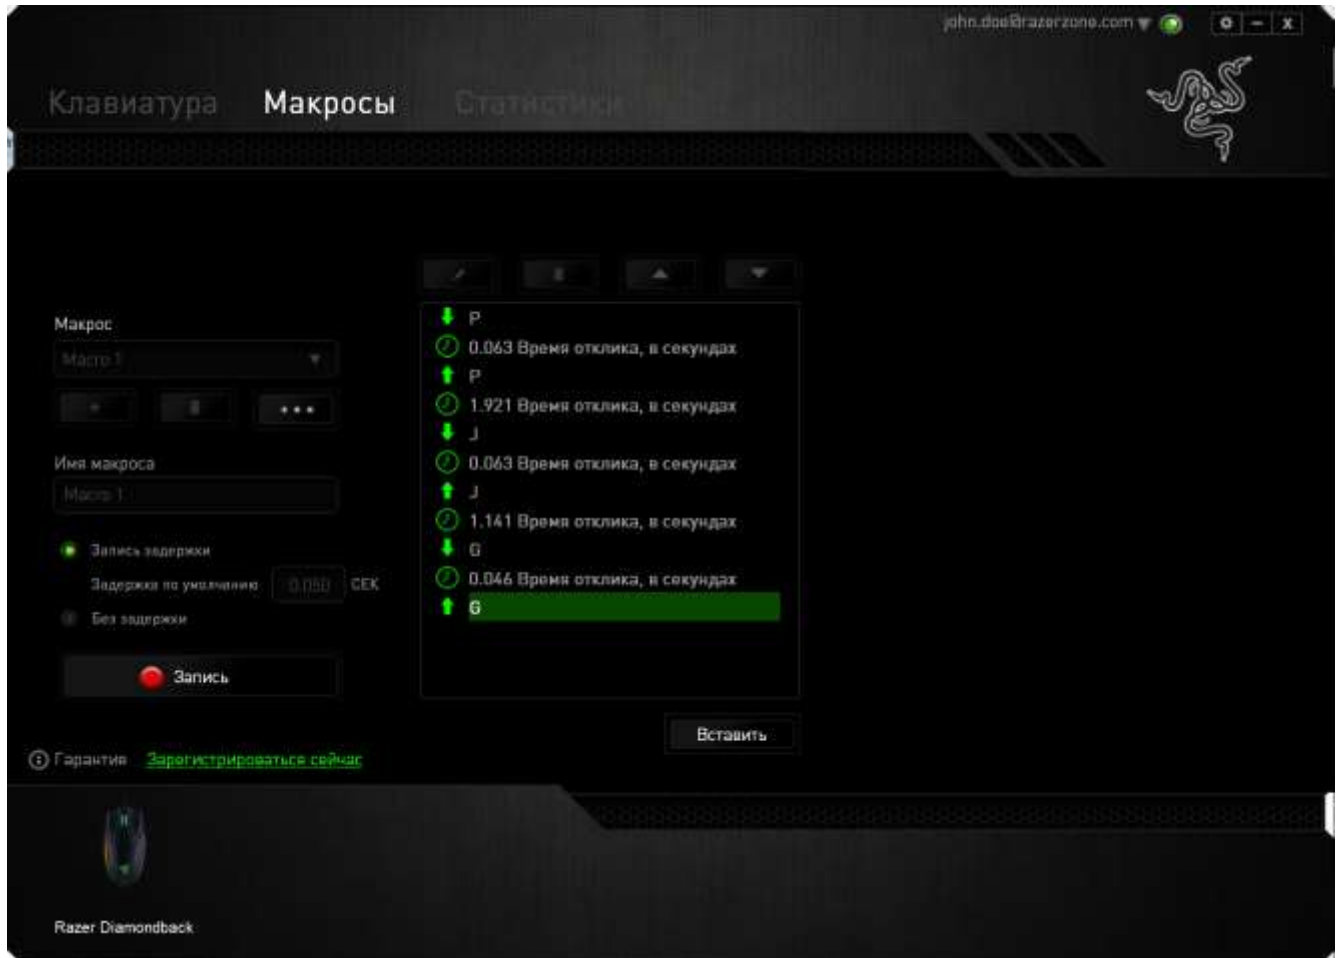 john.doe@razerzone.com
Клавиатура Макросы Статистики
Макрос
Macro 1
Имя макроса
Macro 1
Запись задержки
Задержка по умолчанию 0.050 СЕК
Без задержки
Запись
P
0.063 Время отклика, в секундах
P
1.921 Время отклика, в секундах
J
0.063 Время отклика, в секундах
J
1.141 Время отклика, в секундах
G
0.046 Время отклика, в секундах
G
Вставить
Гарантия Зарегистрироваться сейчас
Razer Diamondback